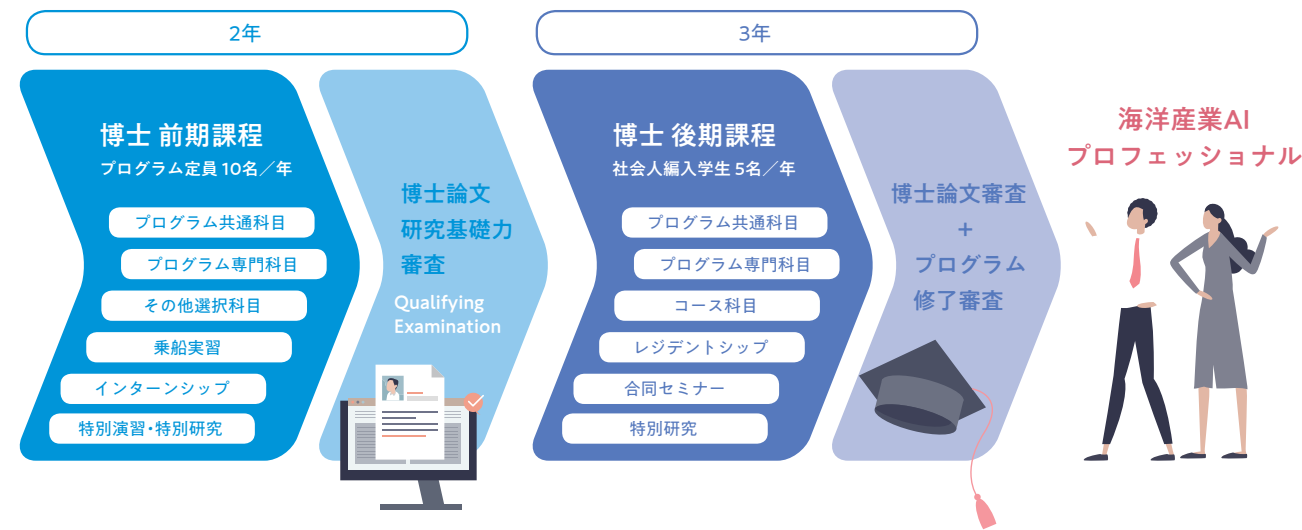 2年
博士 前期課程
プログラム定員 10名／年
プログラム共通科目
プログラム専門科目
その他選択科目
乗船実習
インターンシップ
特別演習・特別研究
博士論文
研究基礎力
審査
Qualifying
Examination
3年
博士 後期課程
社会人編入学生 5名／年
プログラム共通科目
プログラム専門科目
コース科目
レジデントシップ
合同セミナー
特別研究
博士論文審査
+
プログラム
修了審査
海洋産業AI
プロフェッショナル